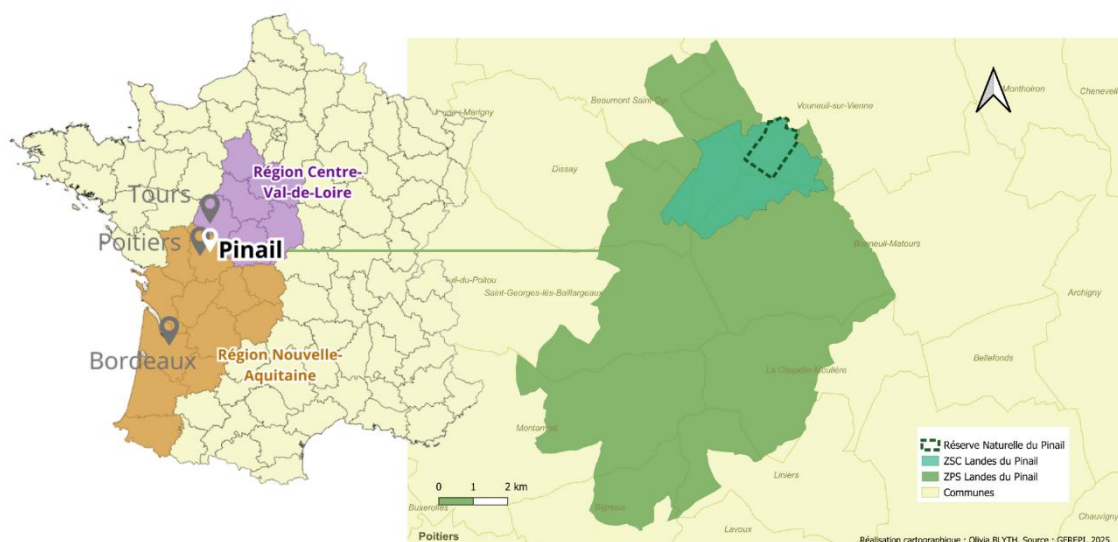 Région Centre-
Val-de-Loire
Tours
Poitiers
Pinail
Bordeaux
Région Nouvelle-
Aquitaine
Beaumont Saint-Cyr
Vouneuil-sur-Vienne
Monthoiron
Dissay
Bonneuil-Matours
Saint-Georges-lès-Baillargeaux
Archigny
Bellefonds
La Chapelle-Moulière
Montamisé
Liniers
Bignoux
Buxerolles
Lavoux
Chauvigny
Poitiers
0 1 2 km
Réserve Naturelle du Pinail
ZSC Landes du Pinail
ZPS Landes du Pinail
Communes
Réalisation cartographique : Olivia BLYTH. Source : GEREPI, 2025